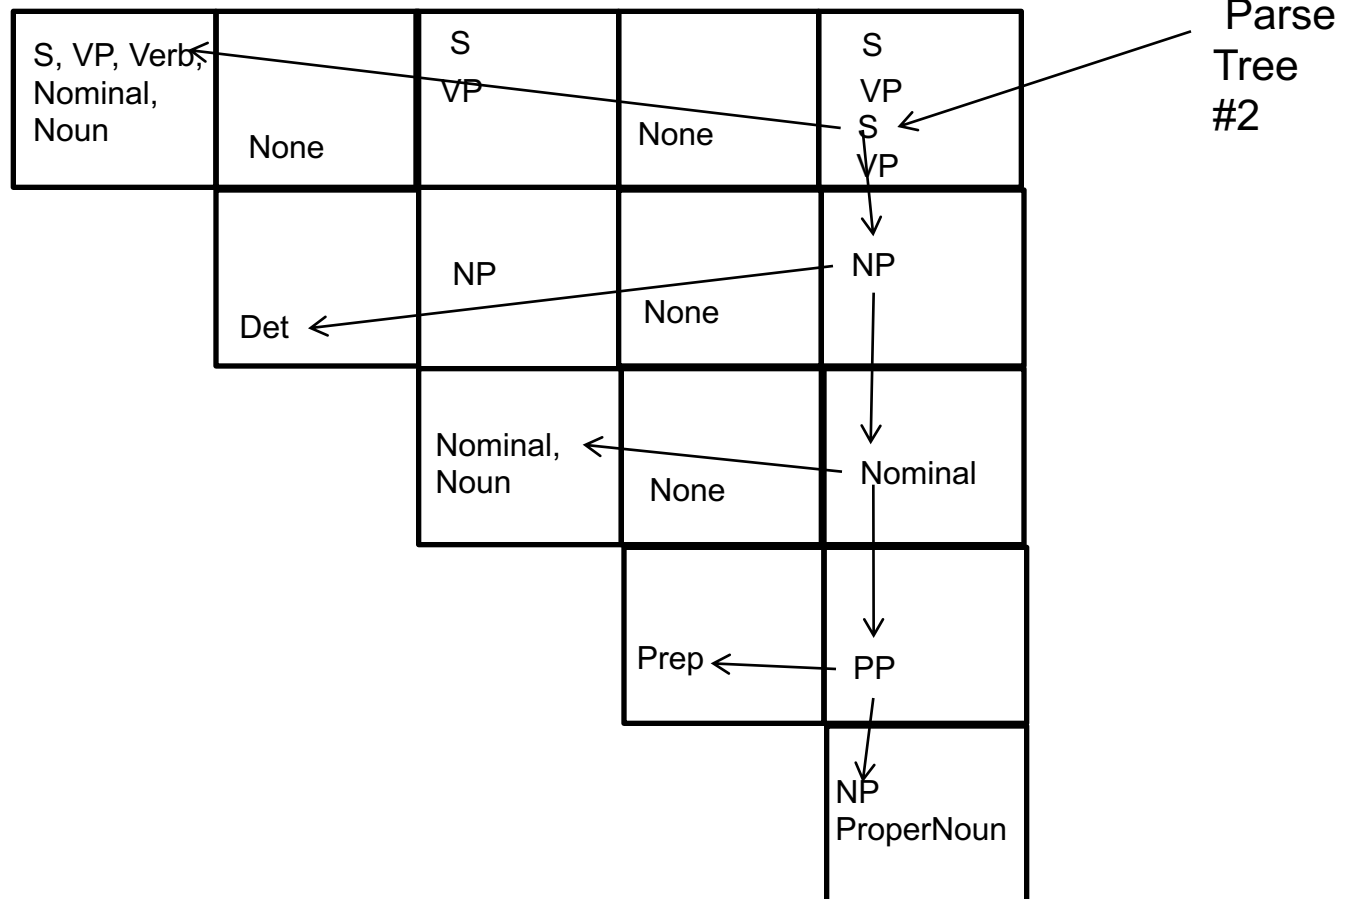 Parse
Tree
#2
S, VP, Verb,
Nominal,
Noun
None
S
VP
None
S
VP
S
VP
Det
NP
None
NP
Nominal,
Noun
None
Nominal
Prep
PP
NP
ProperNoun